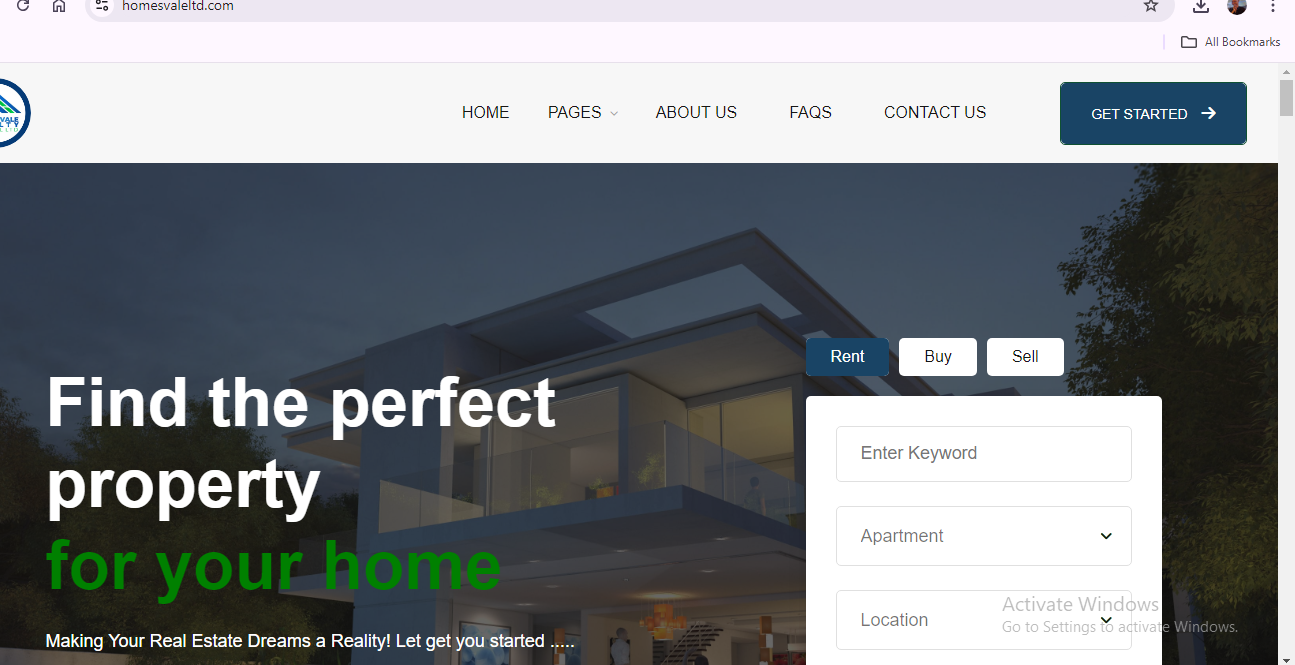 homesvaleltd.com
All Bookmarks
VALE
LTY
HOME PAGES ABOUT US FAQS CONTACT US GET STARTED
Rent Buy Sell
Find the perfect
property
for your home
Making Your Real Estate Dreams a Reality! Let get you started .....
Enter Keyword
Apartment
Location
Activate Windows
Go to Settings to activate Windows.